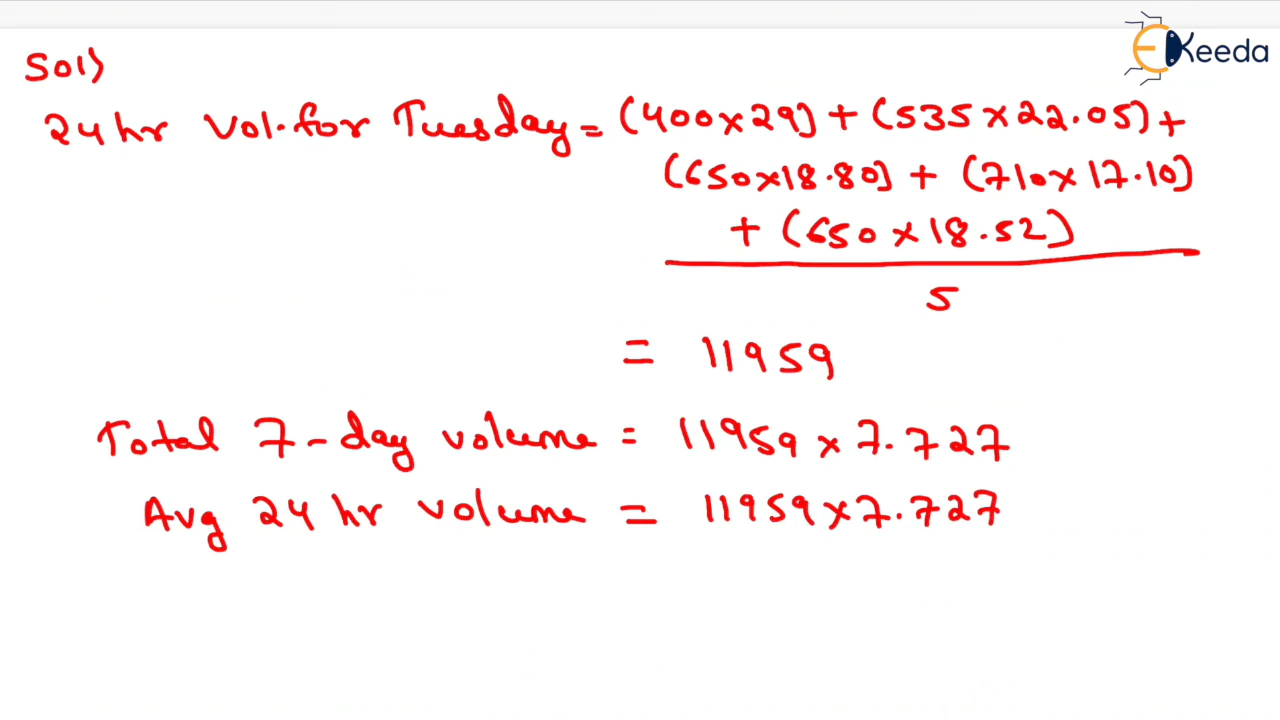 EKeeda
Sol)
24 hr Vol. for Tuesday = (400 x 29) + (535 x 22.05) +
(650 x 18.80) + (710 x 17.10)
+ (650 x 18.52)
5
= 11959
Total 7-day volume = 11959 x 7.727
Avg 24 hr volume = 11959 x 7.727